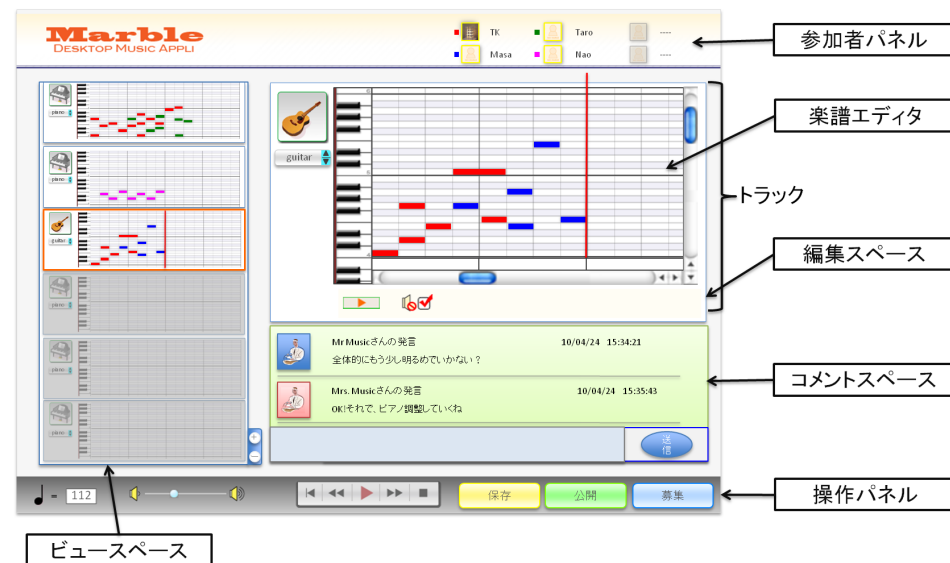 Marble
DESKTOP MUSIC APPLI
TK
Taro
----
Masa
Nao
----
参加者パネル
楽譜エディタ
トラック
編集スペース
コメントスペース
操作パネル
ビュースペース
piano
piano
guitar
piano
piano
piano
guitar
6
5
4
Mr Musicさんの発言
10/04/24 15:34:21
全体的にもう少し明るめでいかない？
Mrs. Musicさんの発言
10/04/24 15:35:43
OK!それで、ピアノ調整していくね
送信
= 112
保存
公開
募集